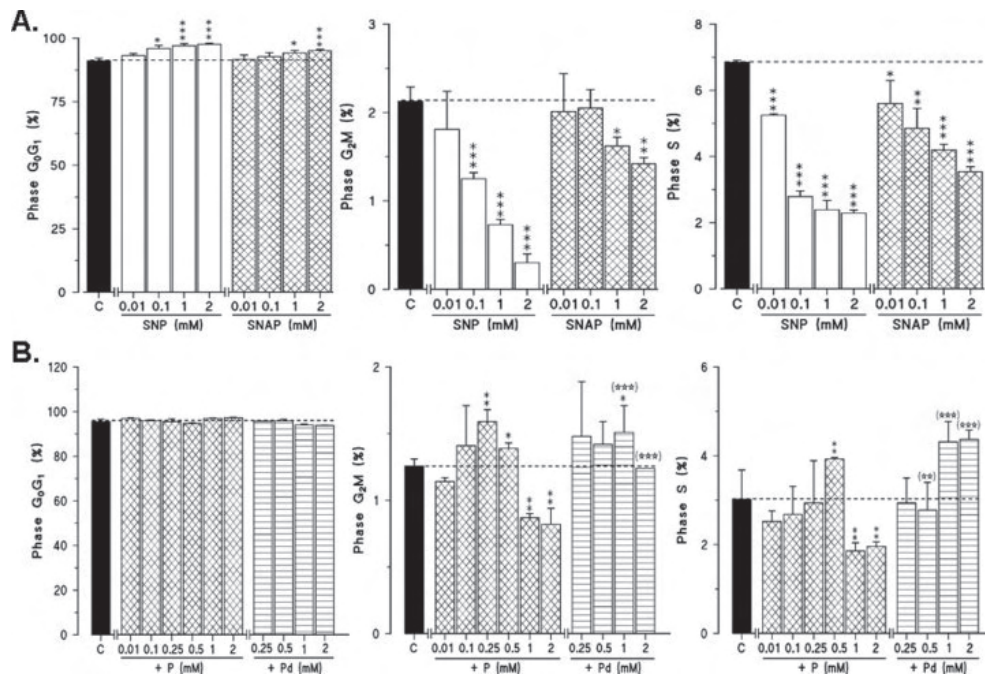 A.
Phase G₀G₁ (%)
100
75
50
25
0
*
***
***
*
***
C 0.01 0.1 1 2 0.01 0.1 1 2
SNP (mM) SNAP (mM)
Phase G₂M (%)
3
2
1
0
***
***
***
*
**
C 0.01 0.1 1 2 0.01 0.1 1 2
SNP (mM) SNAP (mM)
Phase S (%)
8
6
4
2
0
***
***
***
***
*
**
***
***
C 0.01 0.1 1 2 0.01 0.1 1 2
SNP (mM) SNAP (mM)
B.
Phase G₀G₁ (%)
120
100
80
60
40
20
0
C 0.01 0.1 0.25 0.5 1 2 0.25 0.5 1 2
+ P (mM) + Pd (mM)
Phase G₂M (%)
2
1
0
**
*
**
**
(***)
*
(***)
C 0.01 0.1 0.25 0.5 1 2 0.25 0.5 1 2
+ P (mM) + Pd (mM)
Phase S (%)
6
4
2
0
**
**
**
(**)
(***)
(***)
C 0.01 0.1 0.25 0.5 1 2 0.25 0.5 1 2
+ P (mM) + Pd (mM)